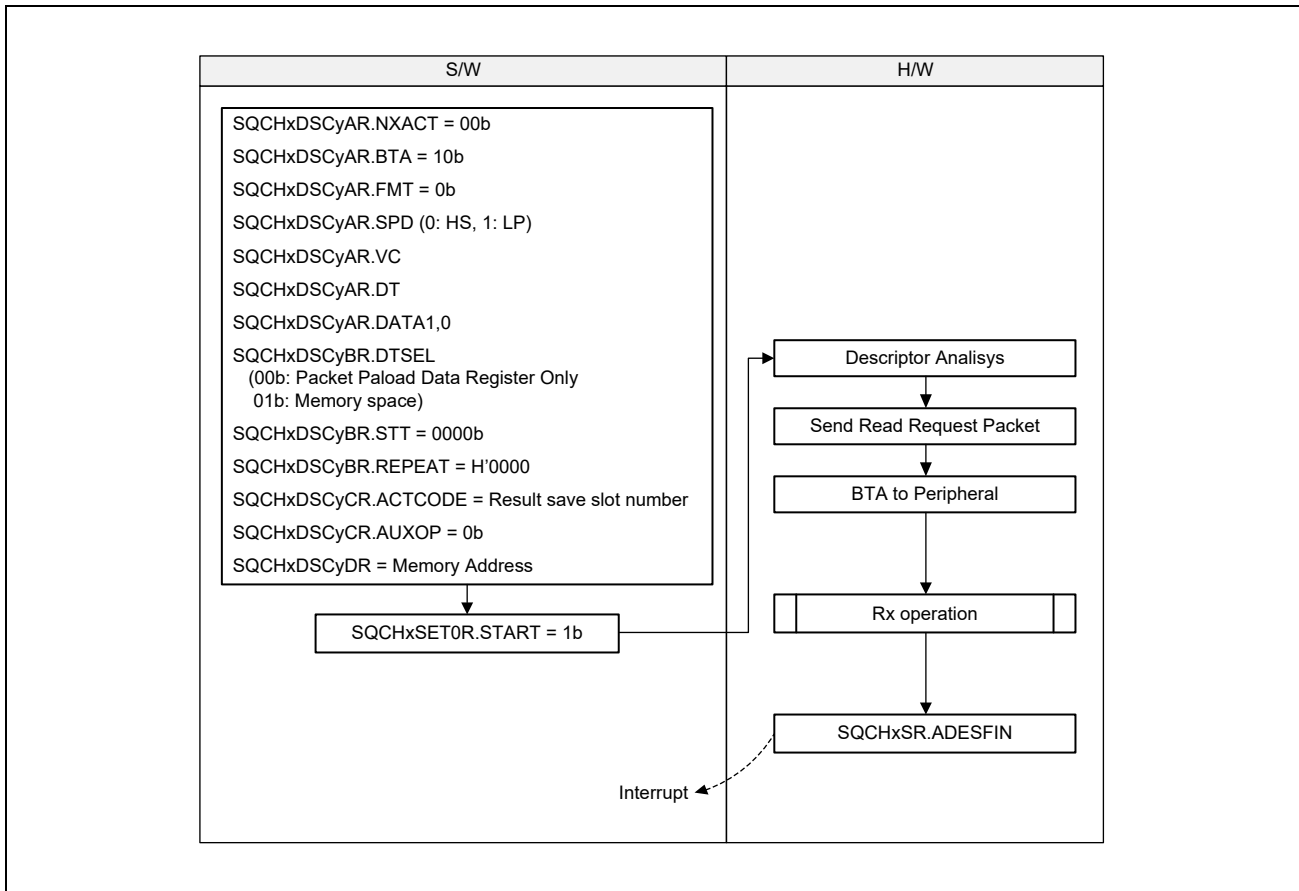 S/W
H/W
SQCHxDSCyAR.NXACT = 00b
SQCHxDSCyAR.BTA = 10b
SQCHxDSCyAR.FMT = 0b
SQCHxDSCyAR.SPD (0: HS, 1: LP)
SQCHxDSCyAR.VC
SQCHxDSCyAR.DT
SQCHxDSCyAR.DATA1,0
SQCHxDSCyBR.DTSEL
(00b: Packet Paload Data Register Only
01b: Memory space)
SQCHxDSCyBR.STT = 0000b
SQCHxDSCyBR.REPEAT = H'0000
SQCHxDSCyCR.ACTCODE = Result save slot number
SQCHxDSCyCR.AUXOP = 0b
SQCHxDSCyDR = Memory Address
SQCHxSET0R.START = 1b
Descriptor Analisys
Send Read Request Packet
BTA to Peripheral
Rx operation
SQCHxSR.ADESFIN
Interrupt